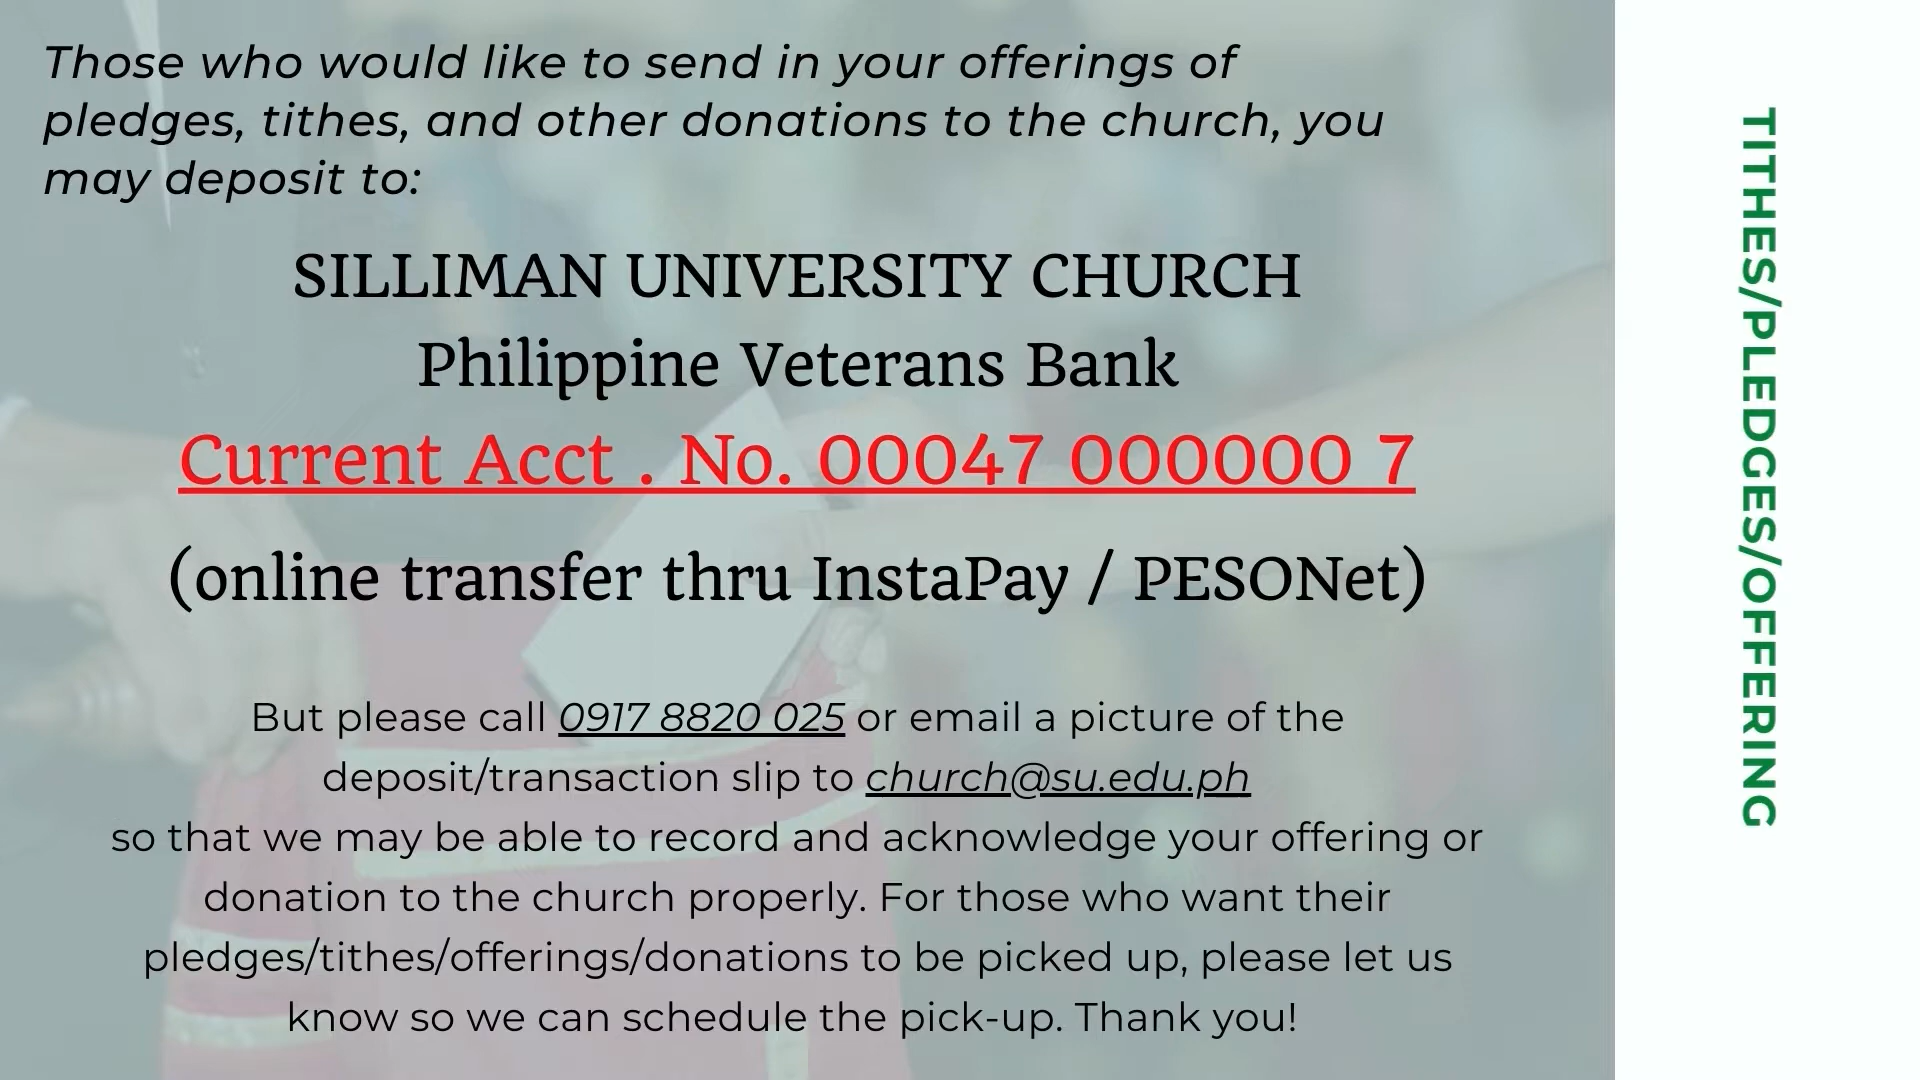 Those who would like to send in your offerings of
pledges, tithes, and other donations to the church, you
may deposit to:
SILLIMAN UNIVERSITY CHURCH
Philippine Veterans Bank
Current Acct . No. 00047 000000 7
(online transfer thru InstaPay / PESONet)
But please call 0917 8820 025 or email a picture of the
deposit/transaction slip to church@su.edu.ph
so that we may be able to record and acknowledge your offering or
donation to the church properly. For those who want their
pledges/tithes/offerings/donations to be picked up, please let us
know so we can schedule the pick-up. Thank you!
TITHES/PLEDGES/OFFERING